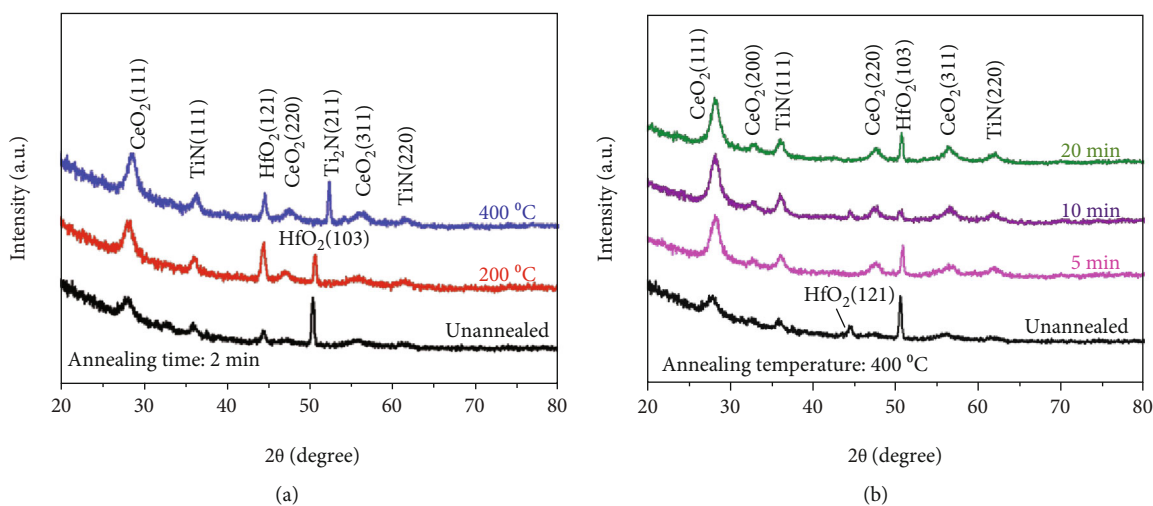 Intensity (a.u.)
CeO₂(111)
TiN(111)
HfO₂(121)
CeO₂(220)
Ti₂N(211)
CeO₂(311)
TiN(220)
400 ⁰C
HfO₂(103)
200 ⁰C
Unannealed
Annealing time: 2 min
20 30 40 50 60 70 80
2θ (degree)
(a)
Intensity (a.u.)
CeO₂(111)
CeO₂(200)
TiN(111)
CeO₂(220)
HfO₂(103)
CeO₂(311)
TiN(220)
20 min
10 min
5 min
HfO₂(121)
Unannealed
Annealing temperature: 400 ⁰C
20 30 40 50 60 70 80
2θ (degree)
(b)